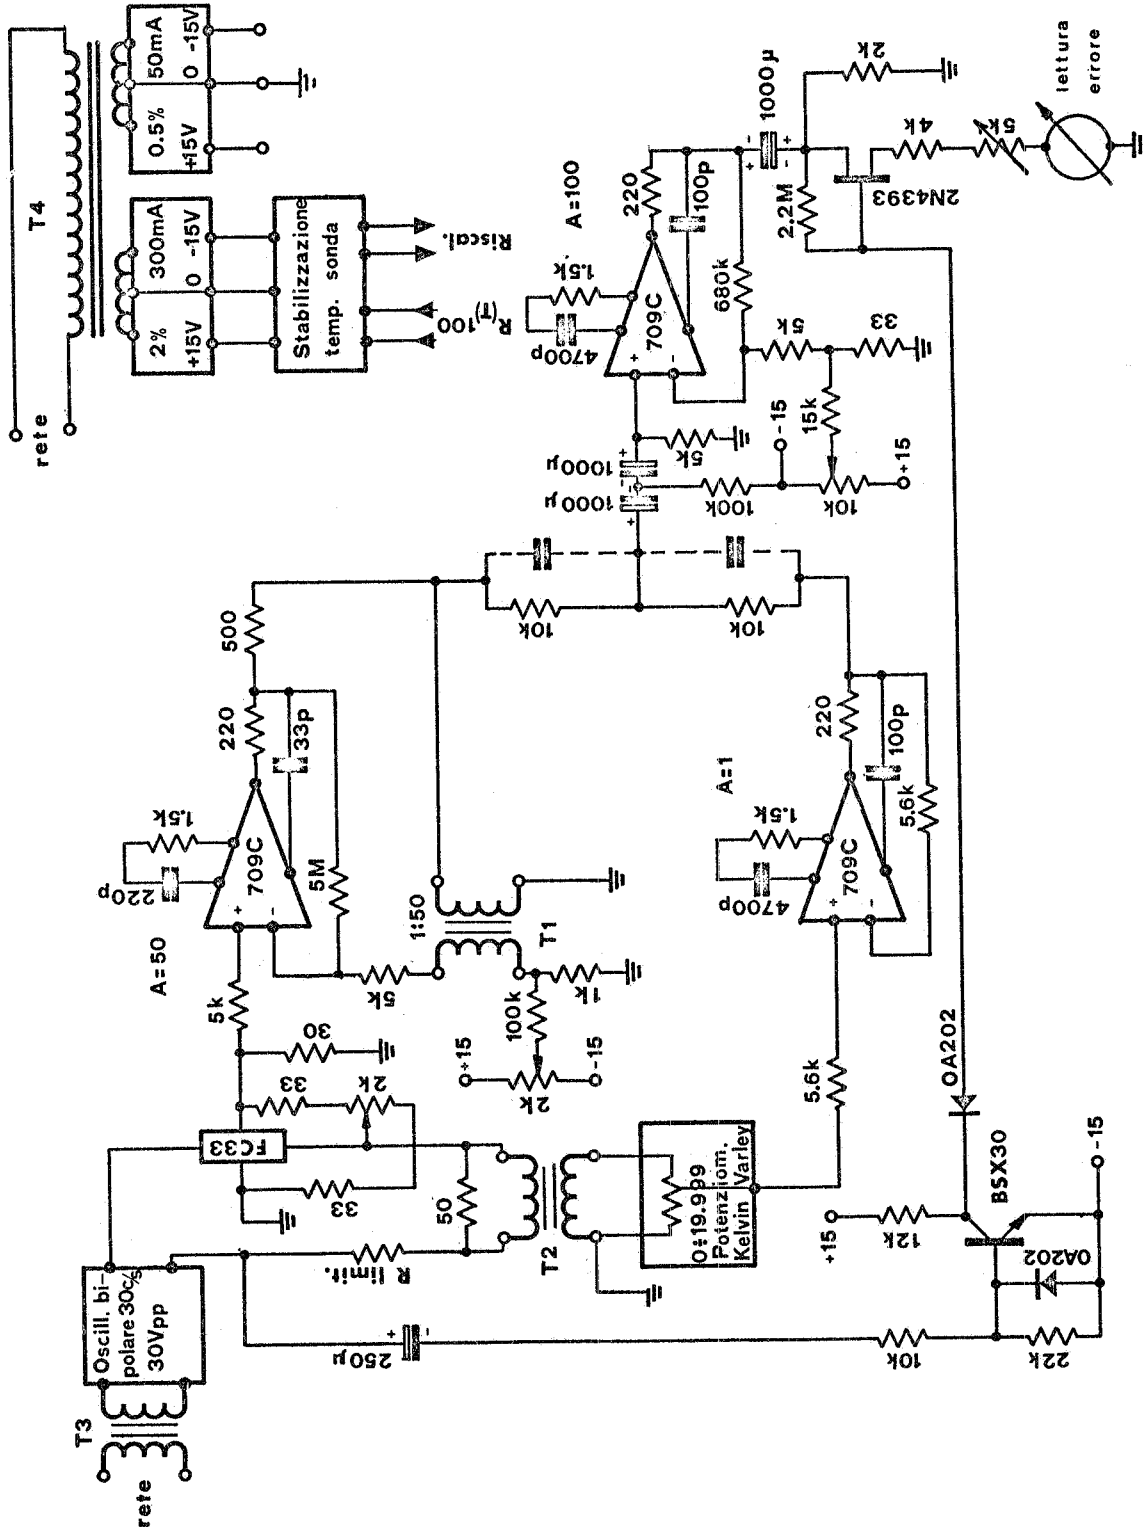 rete
T4
0.5%
50mA
+15V
0
-15V
2%
300mA
+15V
0
-15V
Stabilizzazione
temp. sonda
R(T)
100
Riscal.
A=100
4700p
1.5k
709C
+
-
220
100p
680k
1000µ
+
-
+
-
2k
2.2M
2N4393
4k
5k
lettura
errore
1000µ
+
-
1000µ
-
+
5k
100k
-15
10k
+15
15k
5k
33
10k
10k
500
220
33p
A=50
220p
1.5k
709C
+
-
5M
5k
5k
1:50
T1
1k
100k
+15
2k
-15
30
33
2k
33
FC33
50
T2
R limit.
0÷19.999
Potenziom.
Kelvin Varley
5.6k
A=1
4700p
1.5k
709C
+
-
220
100p
5.6k
OA202
+15
12k
BSX30
-15
OA202
22k
10k
250µ
+
-
Oscill. bi-
polare 30c/s
30Vpp
T3
rete